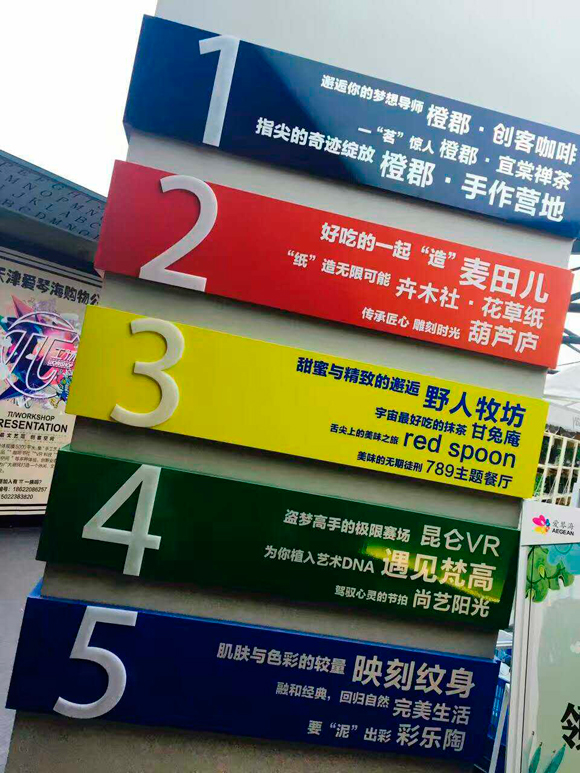 1
邂逅你的梦想导师 橙郡·创客咖啡
一“茗”惊人 橙郡·宜棠禅茶
指尖的奇迹绽放 橙郡·手作营地
2
好吃的一起“造”麦田儿
“纸”造无限可能 卉木社·花草纸
传承匠心 雕刻时光 葫芦庐
3
甜蜜与精致的邂逅 野人牧坊
宇宙最好吃的抹茶 甘兔庵
舌尖上的美味之旅 red spoon
美味的无期徒刑 789主题餐厅
4
盗梦高手的极限赛场 昆仑VR
为你植入艺术DNA 遇见梵高
驾驭心灵的节拍 尚艺阳光
5
肌肤与色彩的较量 映刻纹身
融和经典，回归自然 完美生活
要“泥”出彩 彩乐陶
天津爱琴海购物公
工场
WORKSHOP
π/WORKSHOP
RESENTATION
18622086257
15022383820
爱琴海
AEGEAN